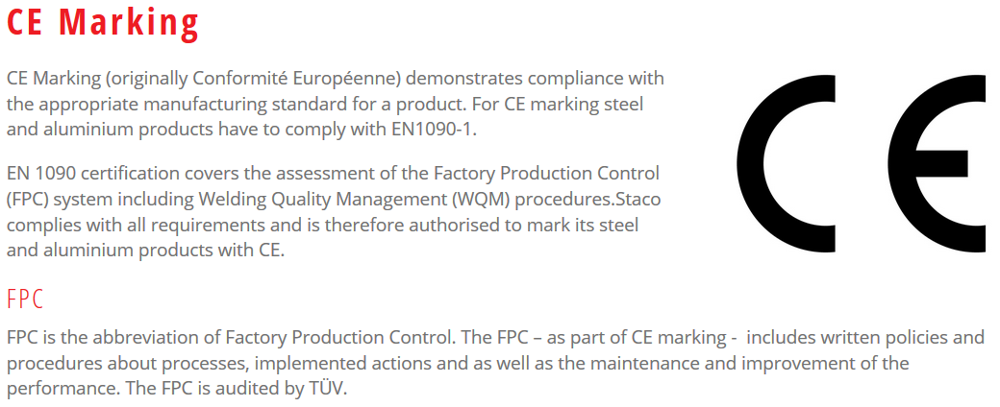 CE Marking
CE Marking (originally Conformité Européenne) demonstrates compliance with
the appropriate manufacturing standard for a product. For CE marking steel
and aluminium products have to comply with EN1090-1.
CE
EN 1090 certification covers the assessment of the Factory Production Control
(FPC) system including Welding Quality Management (WQM) procedures.Staco
complies with all requirements and is therefore authorised to mark its steel
and aluminium products with CE.
FPC
FPC is the abbreviation of Factory Production Control. The FPC – as part of CE marking -  includes written policies and
procedures about processes, implemented actions and as well as the maintenance and improvement of the
performance. The FPC is audited by TÜV.